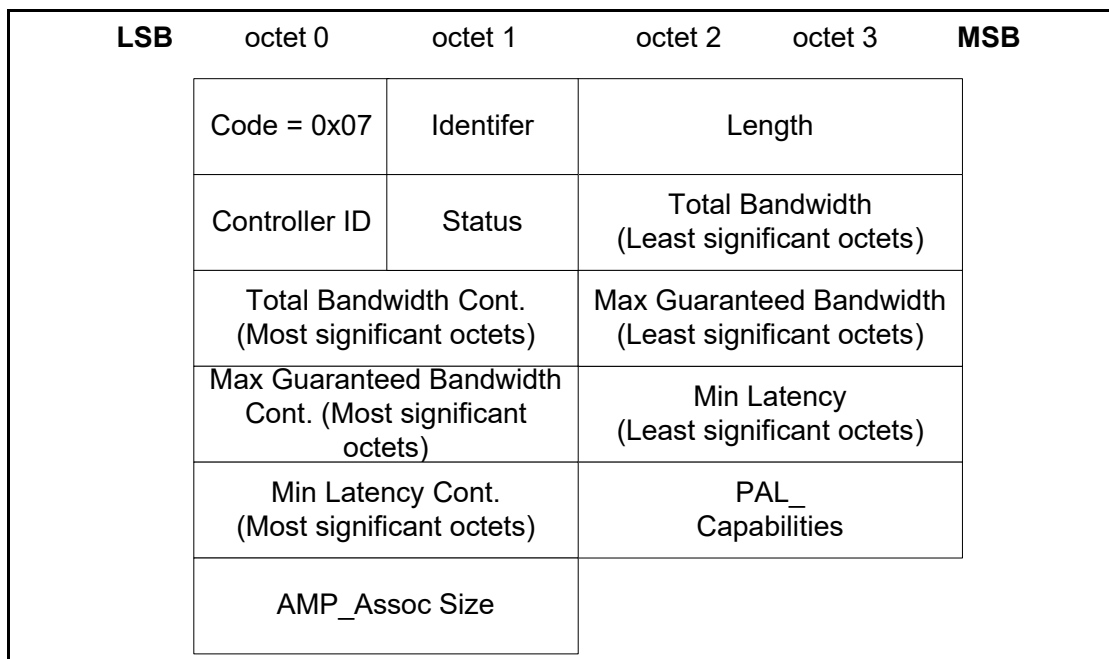 LSB octet 0 octet 1 octet 2 octet 3 MSB
Code = 0x07 Identifer Length
Controller ID Status Total Bandwidth
(Least significant octets)
Total Bandwidth Cont.
(Most significant octets)
Max Guaranteed Bandwidth
(Least significant octets)
Max Guaranteed Bandwidth
Cont. (Most significant
octets)
Min Latency
(Least significant octets)
Min Latency Cont.
(Most significant octets)
PAL_
Capabilities
AMP_Assoc Size